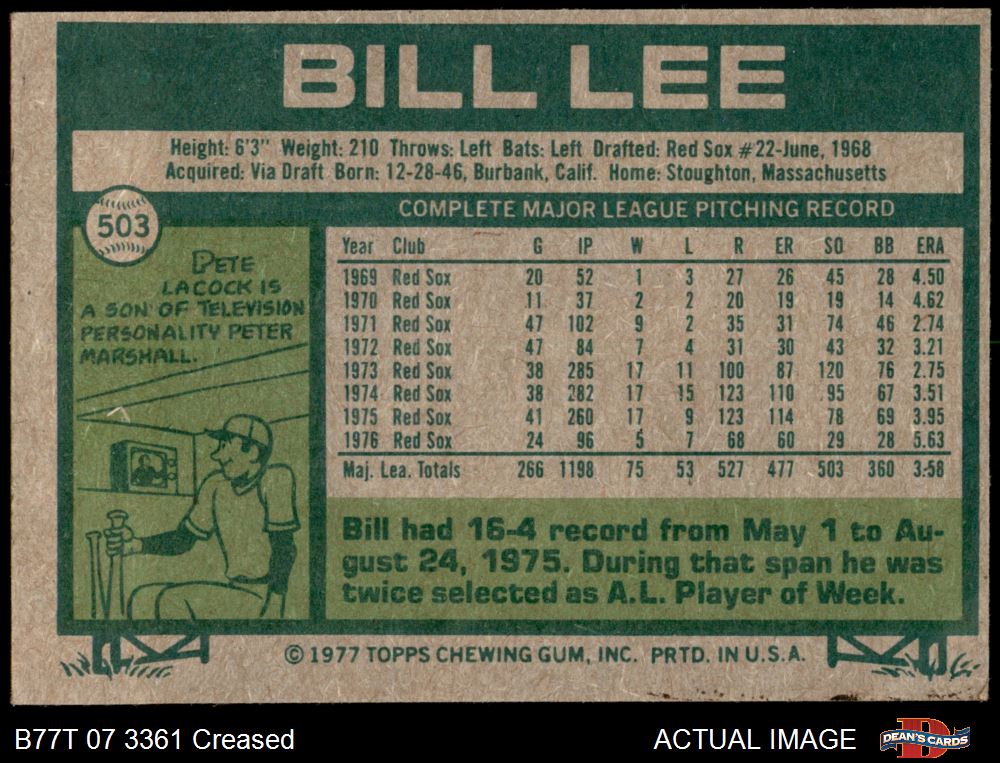 BILL LEE
Height: 6'3" Weight: 210 Throws: Left Bats: Left Drafted: Red Sox #22-June, 1968
Acquired: Via Draft Born: 12-28-46, Burbank, Calif. Home: Stoughton, Massachusetts
503
PETE
LACOCK IS
A SON OF TELEVISION
PERSONALITY PETER
MARSHALL.
COMPLETE MAJOR LEAGUE PITCHING RECORD
Year Club G IP W L R ER SO BB ERA
1969 Red Sox 20 52 1 3 27 26 45 28 4.50
1970 Red Sox 11 37 2 2 20 19 19 14 4.62
1971 Red Sox 47 102 9 2 35 31 74 46 2.74
1972 Red Sox 47 84 7 4 31 30 43 32 3.21
1973 Red Sox 38 285 17 11 100 87 120 76 2.75
1974 Red Sox 38 282 17 15 123 110 95 67 3.51
1975 Red Sox 41 260 17 9 123 114 78 69 3.95
1976 Red Sox 24 96 5 7 68 60 29 28 5.63
Maj. Lea. Totals 266 1198 75 53 527 477 503 360 3.58
Bill had 16-4 record from May 1 to Au-
gust 24, 1975. During that span he was
twice selected as A.L. Player of Week.
© 1977 TOPPS CHEWING GUM, INC. PRTD. IN U.S.A.
B77T 07 3361 Creased
ACTUAL IMAGE
D
DEAN'S CARDS